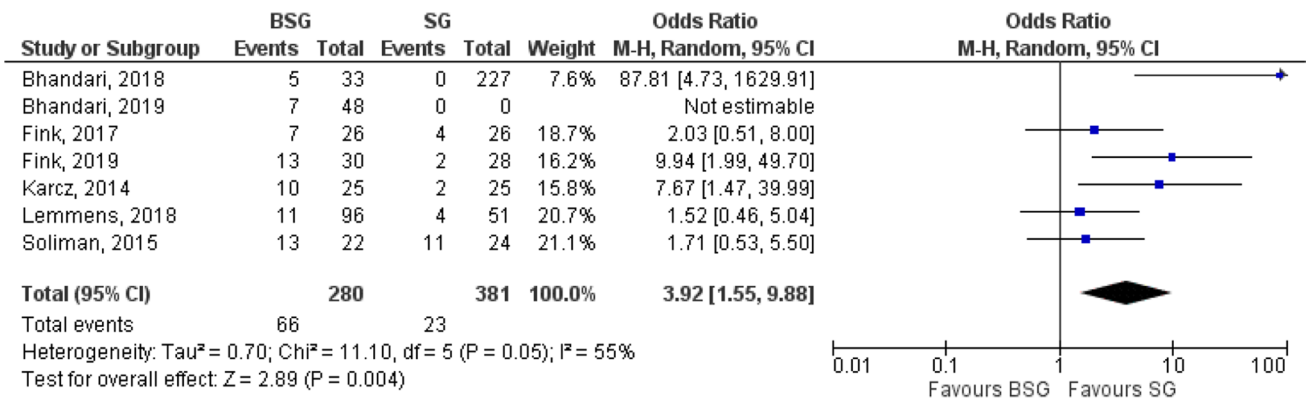 BSG SG Odds Ratio Odds Ratio
Study or Subgroup Events Total Events Total Weight M-H, Random, 95% CI M-H, Random, 95% CI
Bhandari, 2018 5 33 0 227 7.6% 87.81 [4.73, 1629.91]
Bhandari, 2019 7 48 0 0 Not estimable
Fink, 2017 7 26 4 26 18.7% 2.03 [0.51, 8.00]
Fink, 2019 13 30 2 28 16.2% 9.94 [1.99, 49.70]
Karcz, 2014 10 25 2 25 15.8% 7.67 [1.47, 39.99]
Lemmens, 2018 11 96 4 51 20.7% 1.52 [0.46, 5.04]
Soliman, 2015 13 22 11 24 21.1% 1.71 [0.53, 5.50]
Total (95% CI) 280 381 100.0% 3.92 [1.55, 9.88]
Total events 66 23
Heterogeneity: Tau² = 0.70; Chi² = 11.10, df = 5 (P = 0.05); I² = 55%
Test for overall effect: Z = 2.89 (P = 0.004)
0.01 0.1 1 10 100
Favours BSG Favours SG